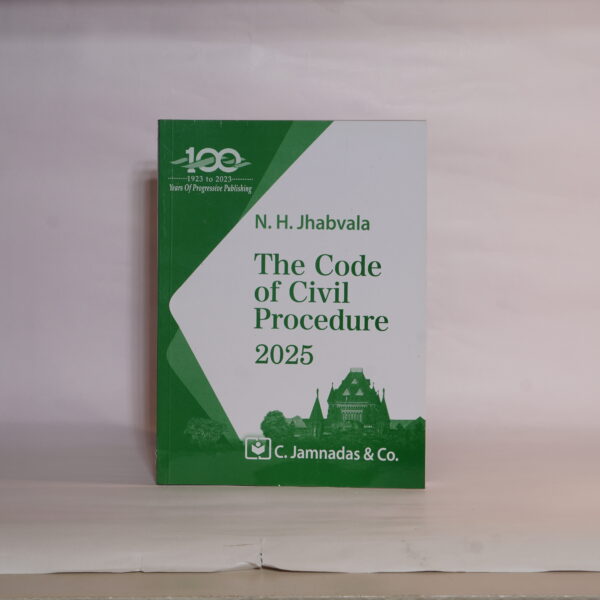 100
1923 to 2023
Years Of Progressive Publishing
N. H. Jhabvala
The Code
of Civil
Procedure
2025
C. Jamnadas & Co.